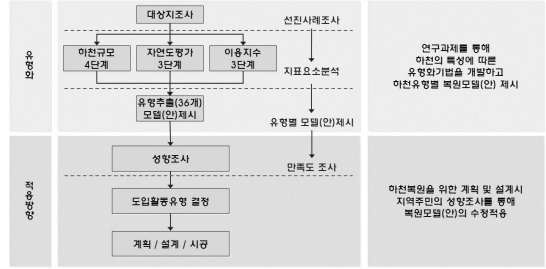 유형화
대상지조사
선진사례조사
하천규모
4단계
자연도평가
3단계
이용지수
3단계
지표요소분석
유형추출(36개)
모델(안)제시
유형별 모델(안)제시
연구과제를 통해
하천의 특성에 따른
유형화기법을 개발하고
하천유형별 복원모델(안) 제시
적용방향
성향조사
만족도 조사
도입활동유형 결정
계획 / 설계 / 시공
하천복원을 위한 계획 및 설계시
지역주민의 성향조사를 통해
복원모델(안)의 수정적용